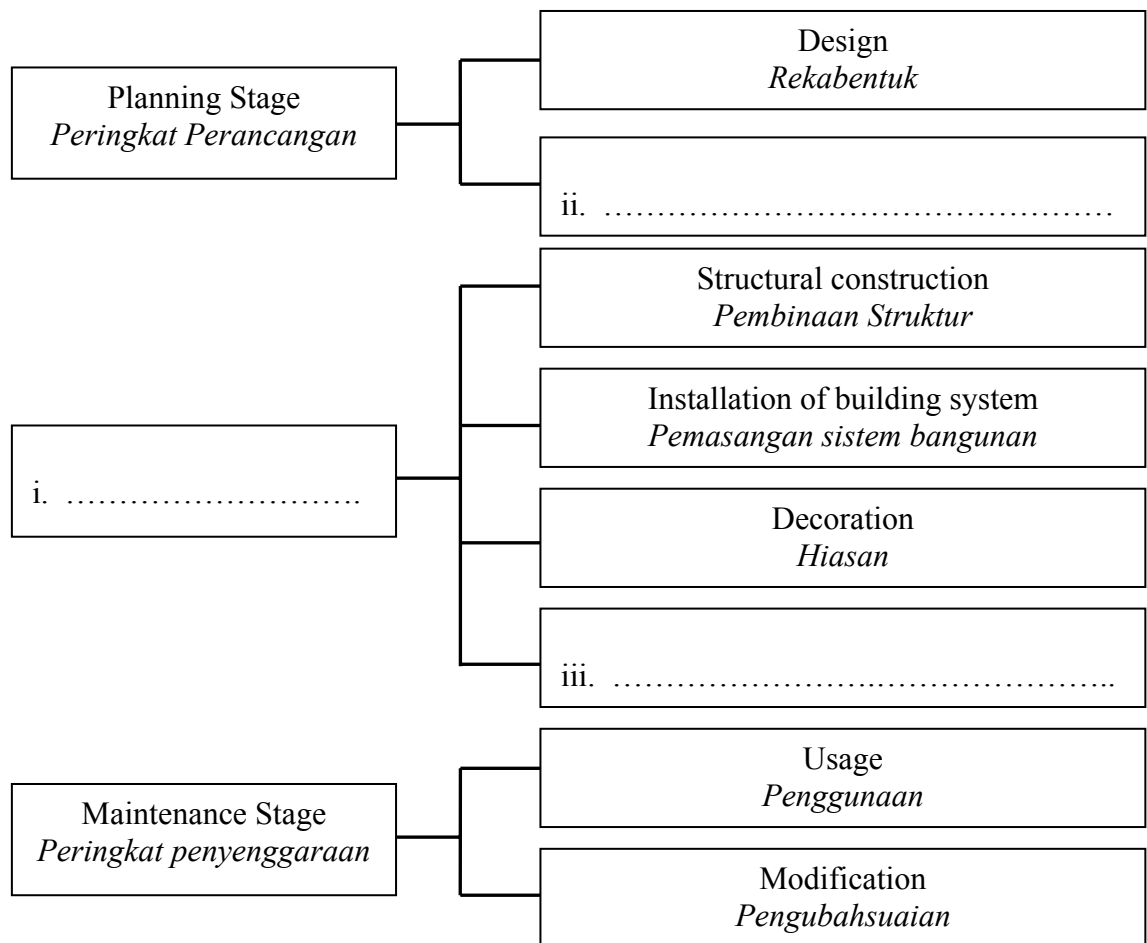 Planning Stage
Peringkat Perancangan
Design
Rekabentuk
ii. ……………………………………………
i. ……………………….
Structural construction
Pembinaan Struktur
Installation of building system
Pemasangan sistem bangunan
Decoration
Hiasan
iii. …………………….…………………..
Maintenance Stage
Peringkat penyenggaraan
Usage
Penggunaan
Modification
Pengubahsuaian